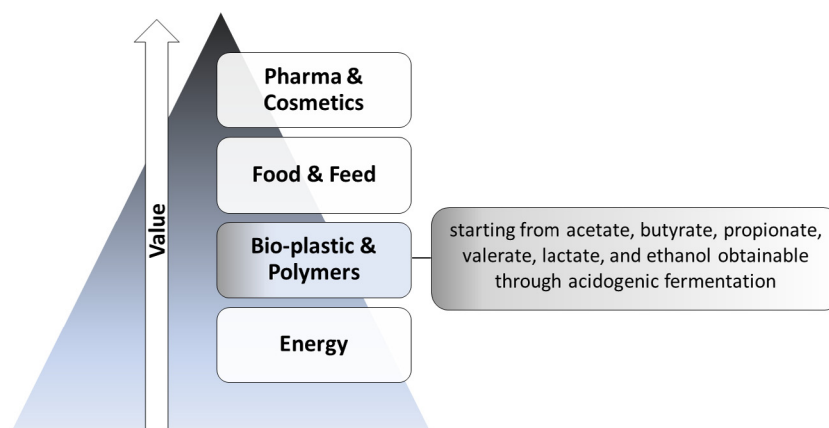 Pharma &
Cosmetics
Food & Feed
Value
Bio-plastic &
Polymers
starting from acetate, butyrate, propionate,
valerate, lactate, and ethanol obtainable
through acidogenic fermentation
Energy